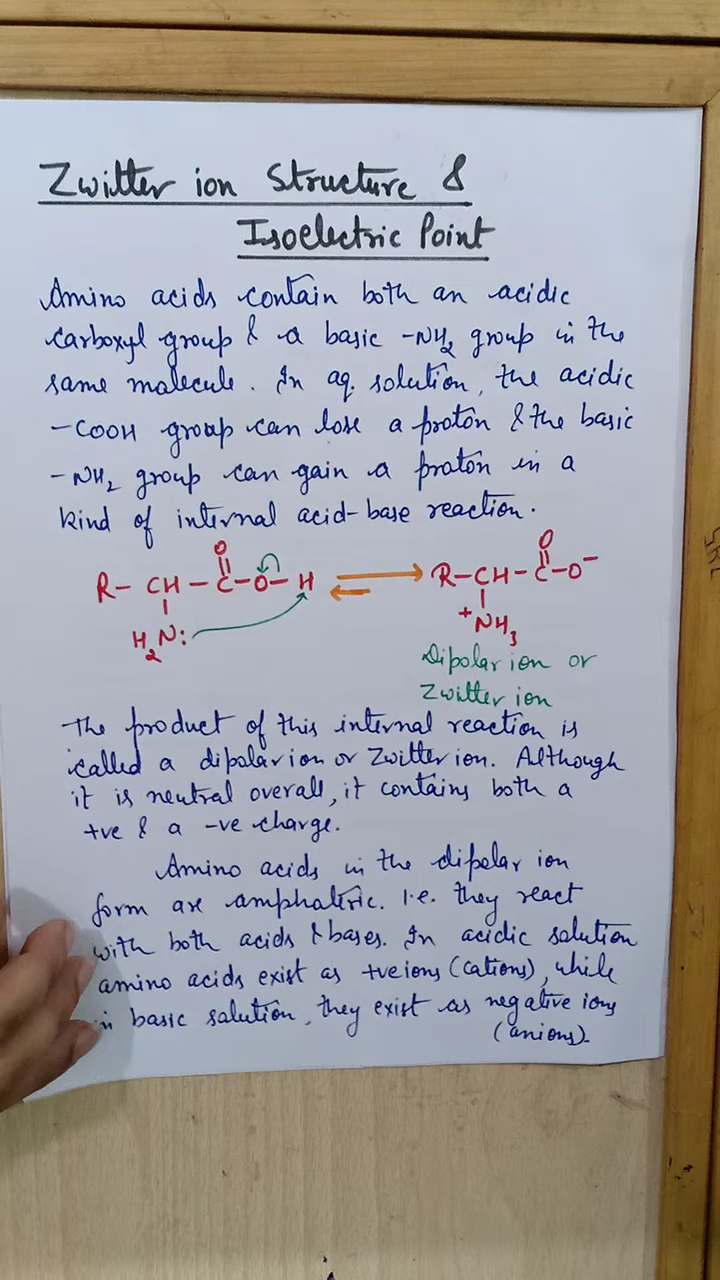 Zwitter ion Structure &
Isoelectric Point
Amino acids contain both an acidic
carboxyl group & a basic -NH2 group in the
same molecule. In aq. solution, the acidic
-COOH group can lose a proton & the basic
-NH2 group can gain a proton in a
kind of internal acid-base reaction.
O O
R- CH - C-O-H R-CH-C-O-
H2N: +NH3
Dipolar ion or
Zwitter ion
The product of this internal reaction is
called a dipolar ion or Zwitter ion. Although
it is neutral overall, it contains both a
+ve & a -ve charge.
Amino acids in the dipolar ion
form are amphateric. I.e. they react
with both acids & bases. In acidic solution
amino acids exist as +ve ions (cations), while
in basic solution, they exist as negative ions
(anions).